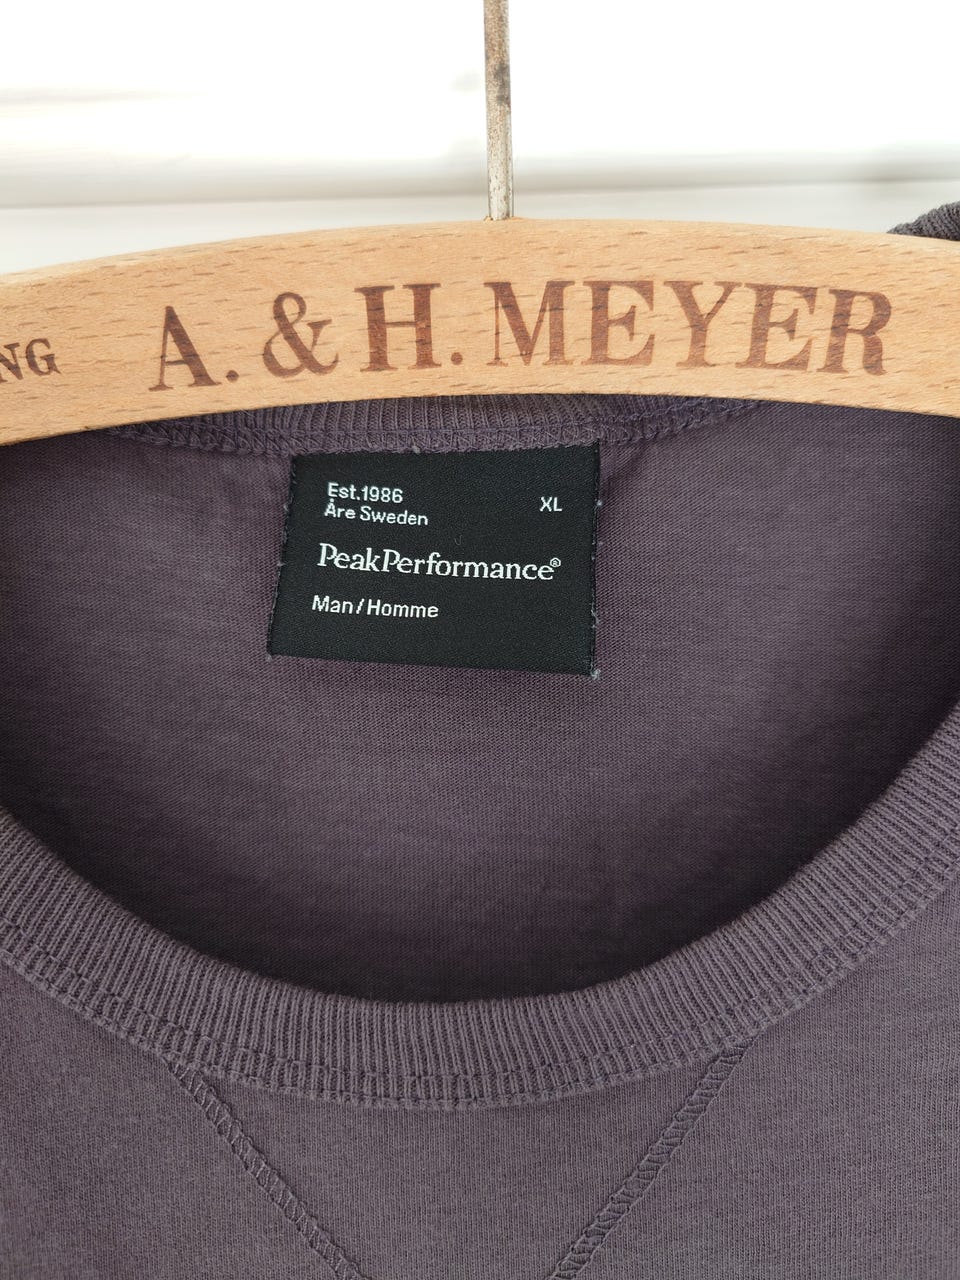 NG A. & H. MEYER
Est.1986
Åre Sweden
XL
PeakPerformance®
Man/Homme